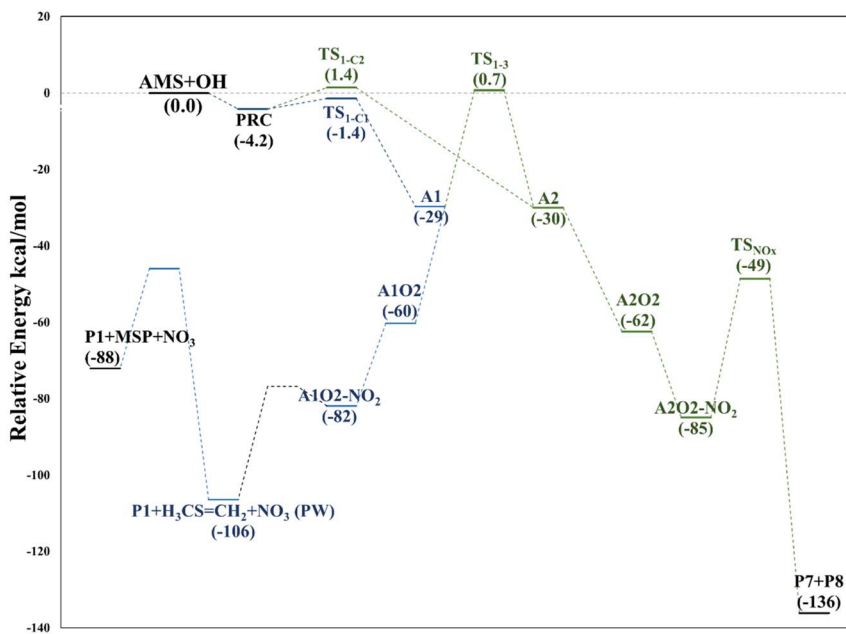 20
0
-20
-40
-60
-80
-100
-120
-140
Relative Energy kcal/mol
AMS+OH
(0.0)
PRC
(-4.2)
TS1-C2
(1.4)
TS1-C1
(-1.4)
TS1-3
(0.7)
A1
(-29)
A2
(-30)
A1O2
(-60)
A2O2
(-62)
TSNOx
(-49)
P1+MSP+NO3
(-88)
A1O2-NO2
(-82)
A2O2-NO2
(-85)
P1+H3CS=CH2+NO3 (PW)
(-106)
P7+P8
(-136)